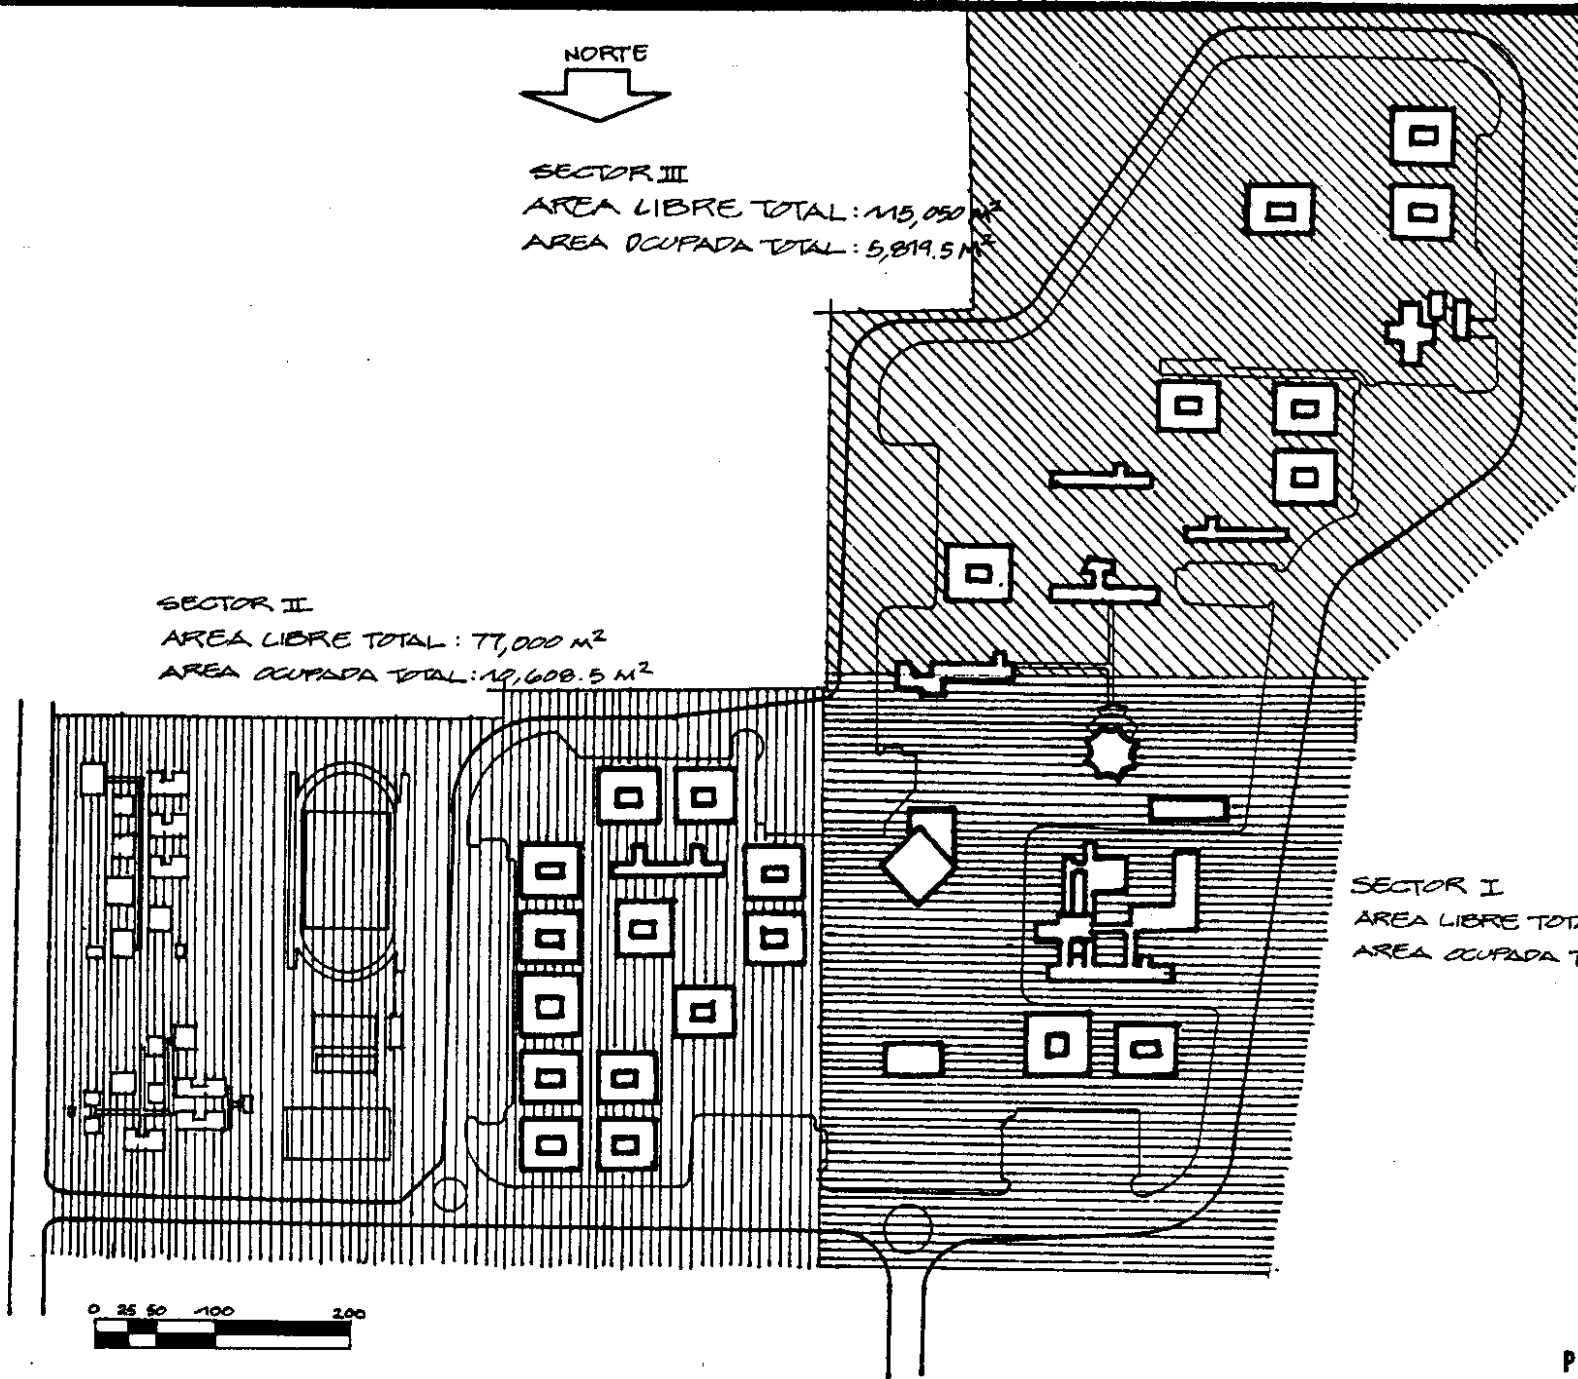 NORTE
SECTOR III
AREA LIBRE TOTAL: 115,050 M²
AREA OCUPADA TOTAL: 5,819.5 M²
SECTOR II
AREA LIBRE TOTAL: 77,000 M²
AREA OCUPADA TOTAL: 10,608.5 M²
SECTOR I
AREA LIBRE TOT
AREA OCUPADA T
0 25 50 100 200
P